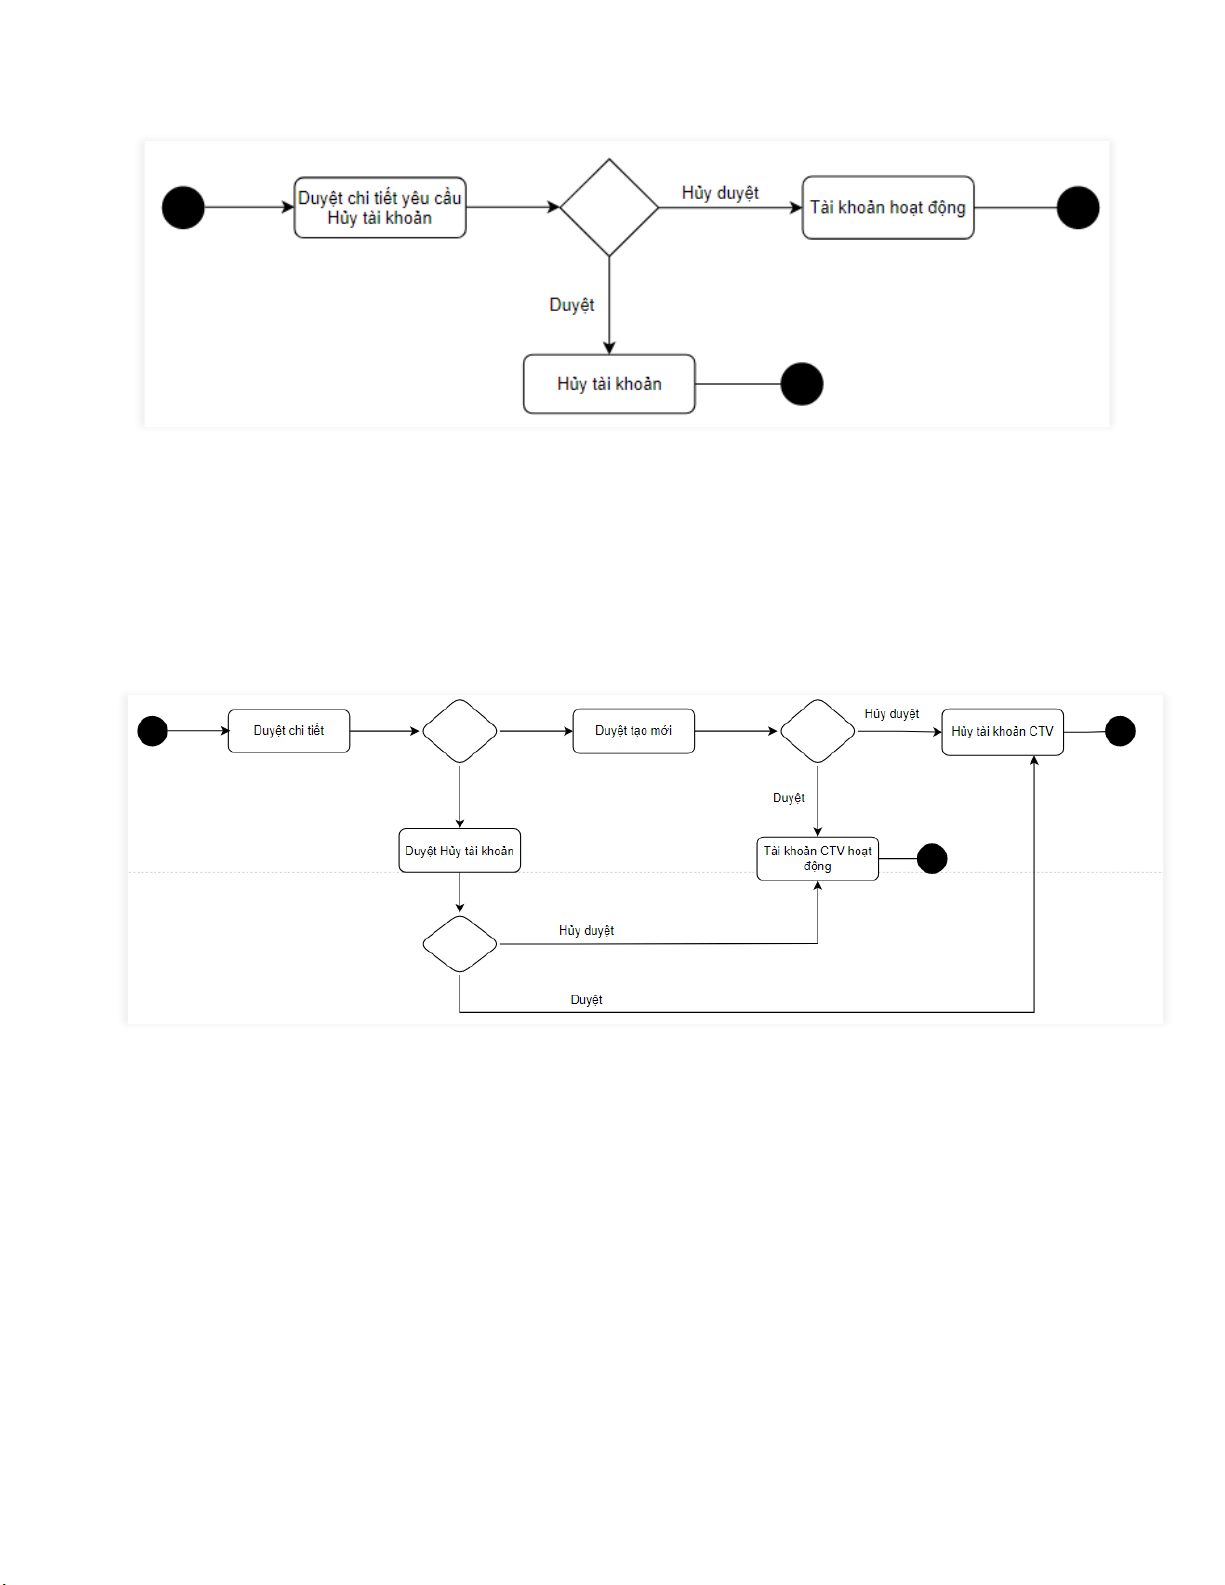 Duyệt chi tiết yêu cầu
Hủy tài khoản
Hủy duyệt
Tài khoản hoạt động
Duyệt
Hủy tài khoản
Duyệt chi tiết
Duyệt tạo mới
Hủy duyệt
Hủy tài khoản CTV
Duyệt
Duyệt Hủy tài khoản
Tài khoản CTV hoạt
động
Hủy duyệt
Duyệt